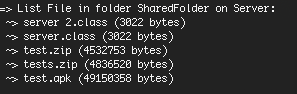 => List File in folder SharedFolder on Server:
~> server 2.class (3022 bytes)
~> server.class (3022 bytes)
~> test.zip (4532753 bytes)
~> tests.zip (4836520 bytes)
~> test.apk (49150358 bytes)